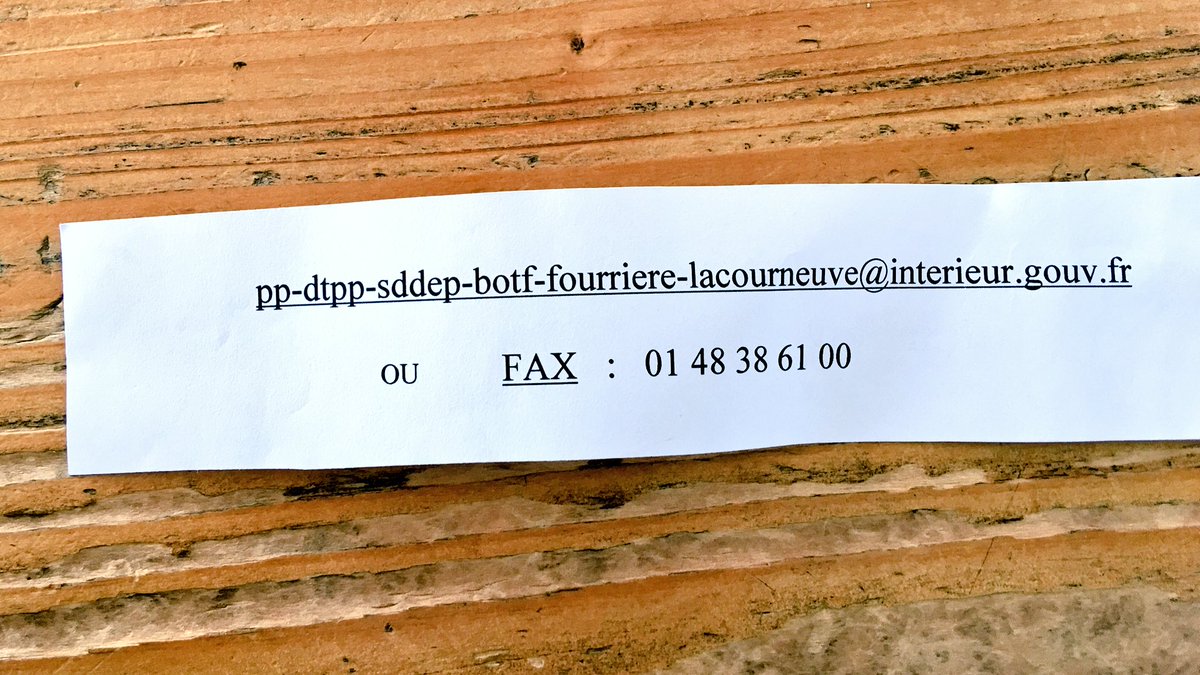 pp-dtpp-sddep-botf-fourriere-lacourneuve@interieur.gouv.fr
OU FAX : 01 48 38 61 00